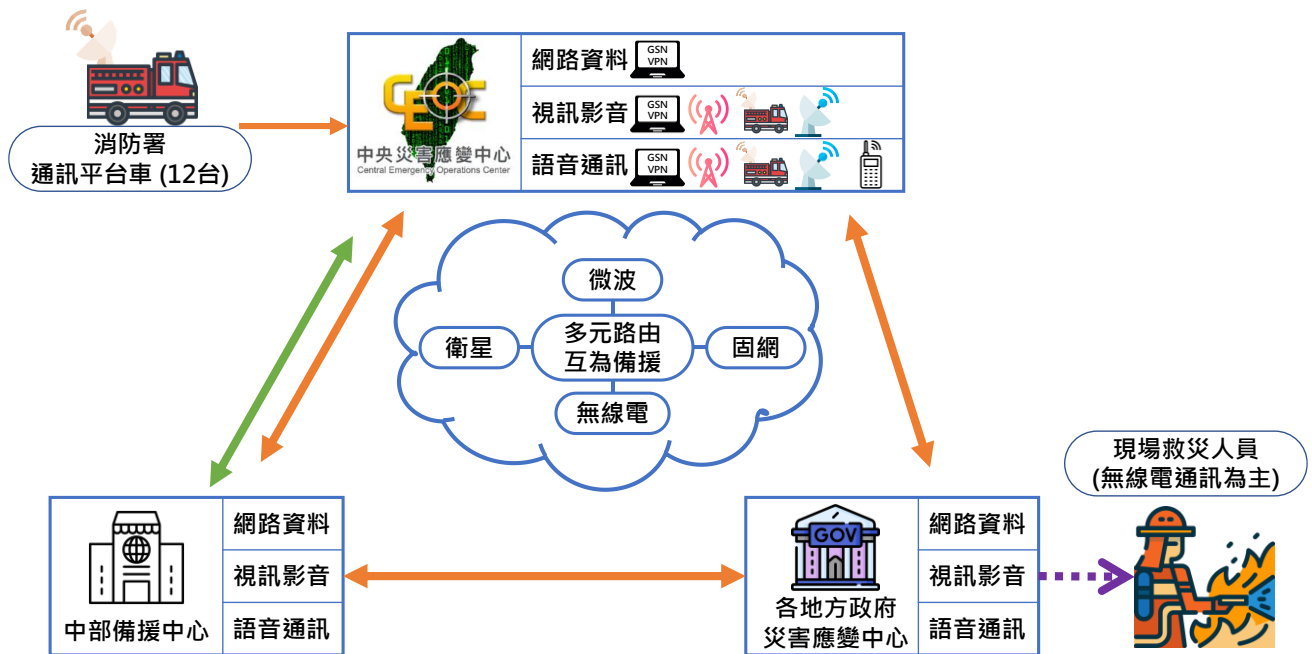 消防署
通訊平台車 (12台)
CEOC
中央災害應變中心
Central Emergency Operations Center
網路資料
GSN
VPN
視訊影音
GSN
VPN
語音通訊
GSN
VPN
微波
衛星
多元路由
互為備援
固網
無線電
中部備援中心
網路資料
視訊影音
語音通訊
GOV
各地方政府
災害應變中心
網路資料
視訊影音
語音通訊
現場救災人員
(無線電通訊為主)